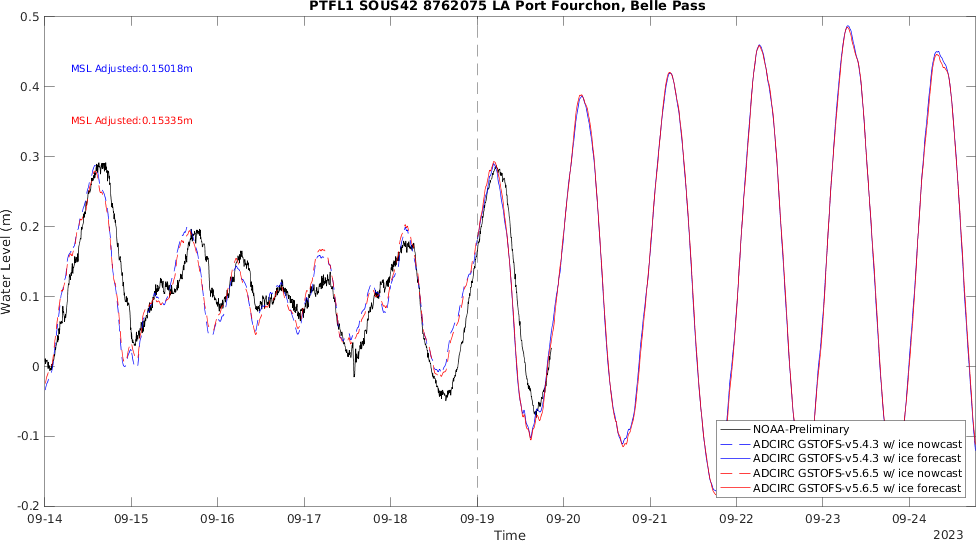 PTFL1 SOUS42 8762075 LA Port Fourchon, Belle Pass
0.5
MSL Adjusted:0.15018m
0.4
MSL Adjusted:0.15335m
0.3
0.2
Water Level (m)
0.1
0
-0.1
-0.2
NOAA-Preliminary
ADCIRC GSTOFS-v5.4.3 w/ ice nowcast
ADCIRC GSTOFS-v5.4.3 w/ ice forecast
ADCIRC GSTOFS-v5.6.5 w/ ice nowcast
ADCIRC GSTOFS-v5.6.5 w/ ice forecast
09-14 09-15 09-16 09-17 09-18 09-19 09-20 09-21 09-22 09-23 09-24
Time
2023